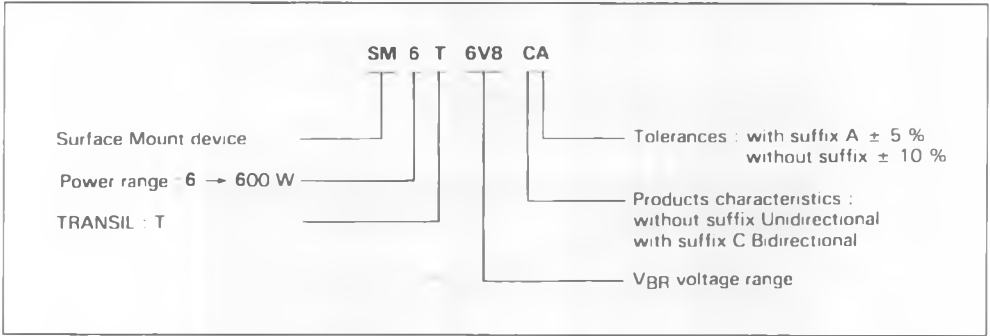 SM 6 T 6V8 CA
Surface Mount device
Power range 6 → 600 W
TRANSIL : T
Tolerances : with suffix A ± 5 %
without suffix ± 10 %
Products characteristics :
without suffix Unidirectional
with suffix C Bidirectional
VBR voltage range